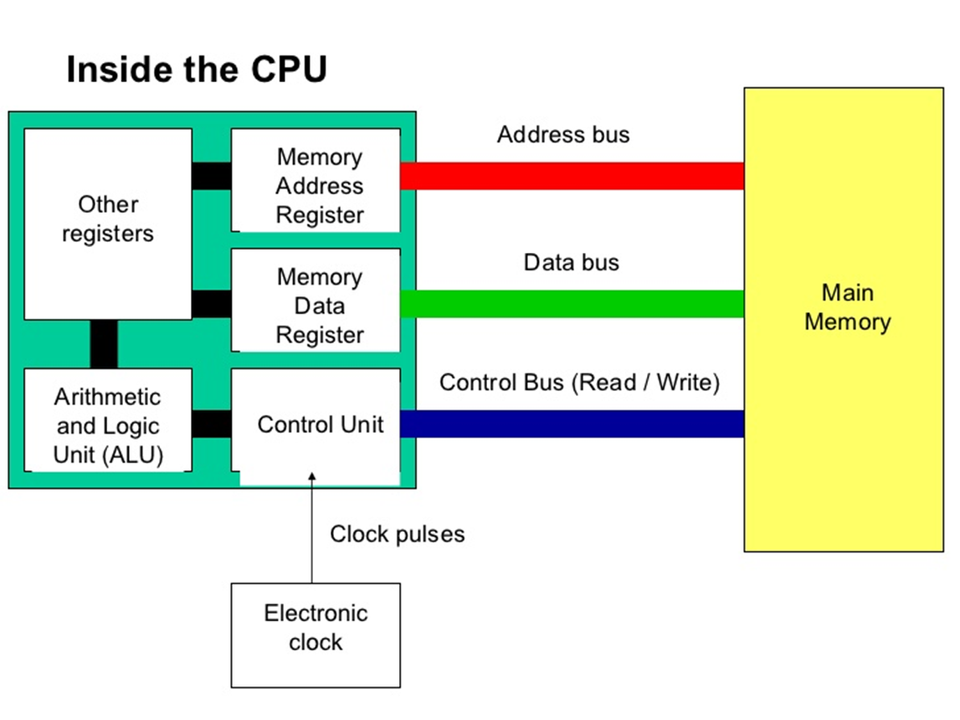 Inside the CPU
Address bus
Memory
Address
Register
Other
registers
Data bus
Memory
Data
Register
Main
Memory
Control Bus (Read / Write)
Arithmetic
and Logic
Unit (ALU)
Control Unit
Clock pulses
Electronic
clock